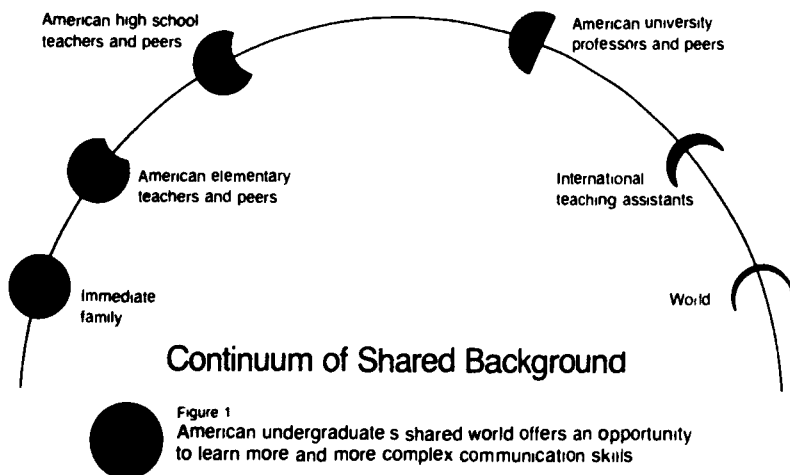 American high school
teachers and peers
American university
professors and peers
American elementary
teachers and peers
International
teaching assistants
Immediate
family
World
Continuum of Shared Background
Figure 1
American undergraduate s shared world offers an opportunity
to learn more and more complex communication skills